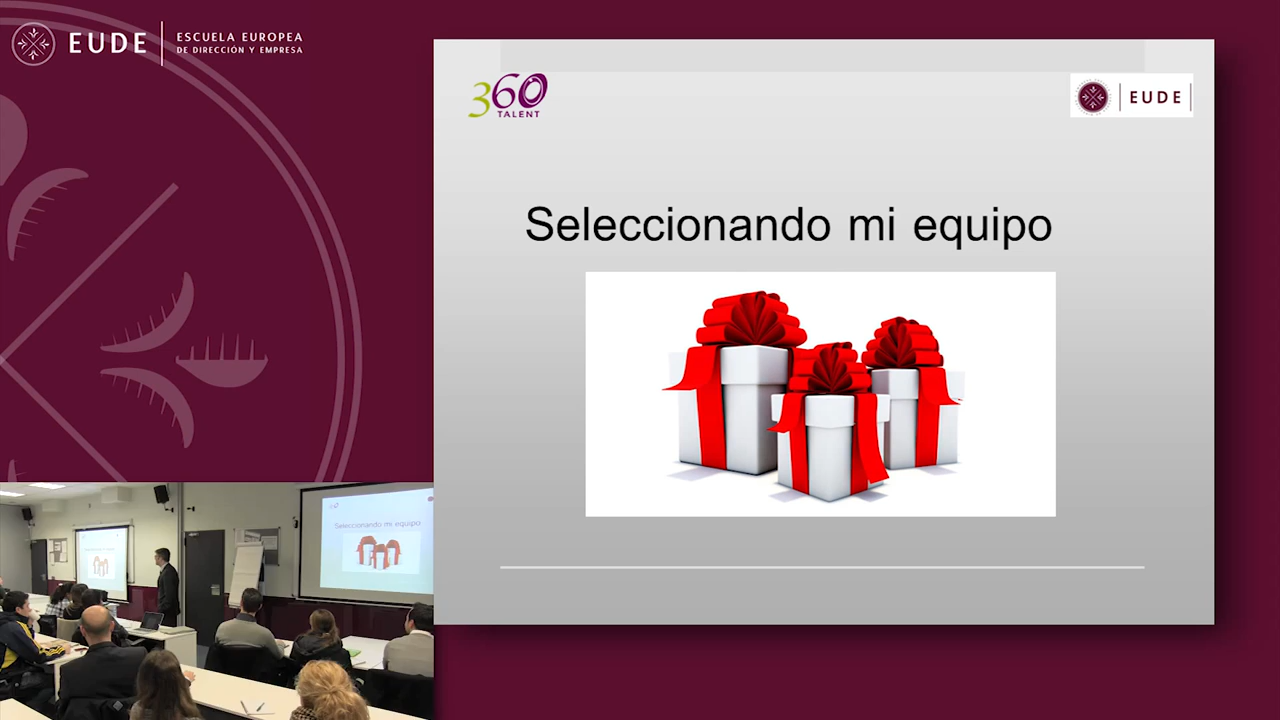 EUDE
ESCUELA EUROPEA
DE DIRECCIÓN Y EMPRESA
360
TALENT
EUDE
Seleccionando mi equipo
Seleccionando mi equipo